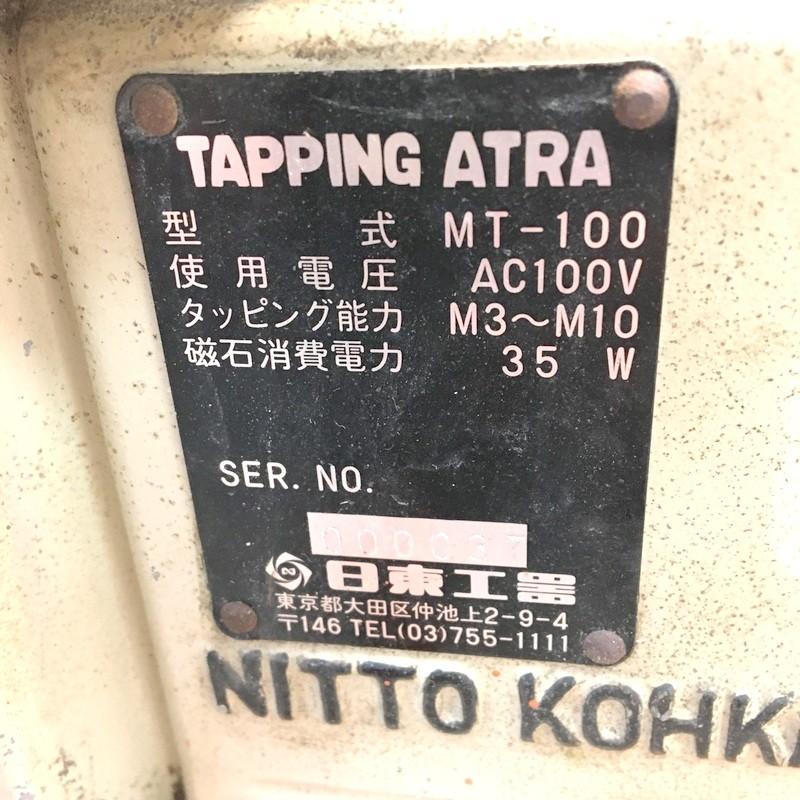 TAPPING ATRA
型式 MT-100
使用電圧 AC100V
タッピング能力 M3～M10
磁石消費電力 35 W
SER. NO.
日東工器
東京都大田区仲池上2-9-4
〒146 TEL(03)755-1111
NITTO KOHK